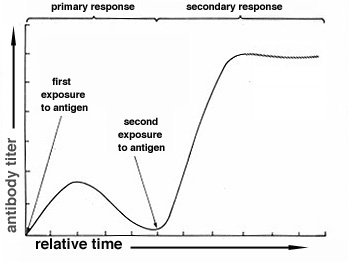 primary response
secondary response
first
exposure
to antigen
second
exposure
to antigen
antibody titer
relative time